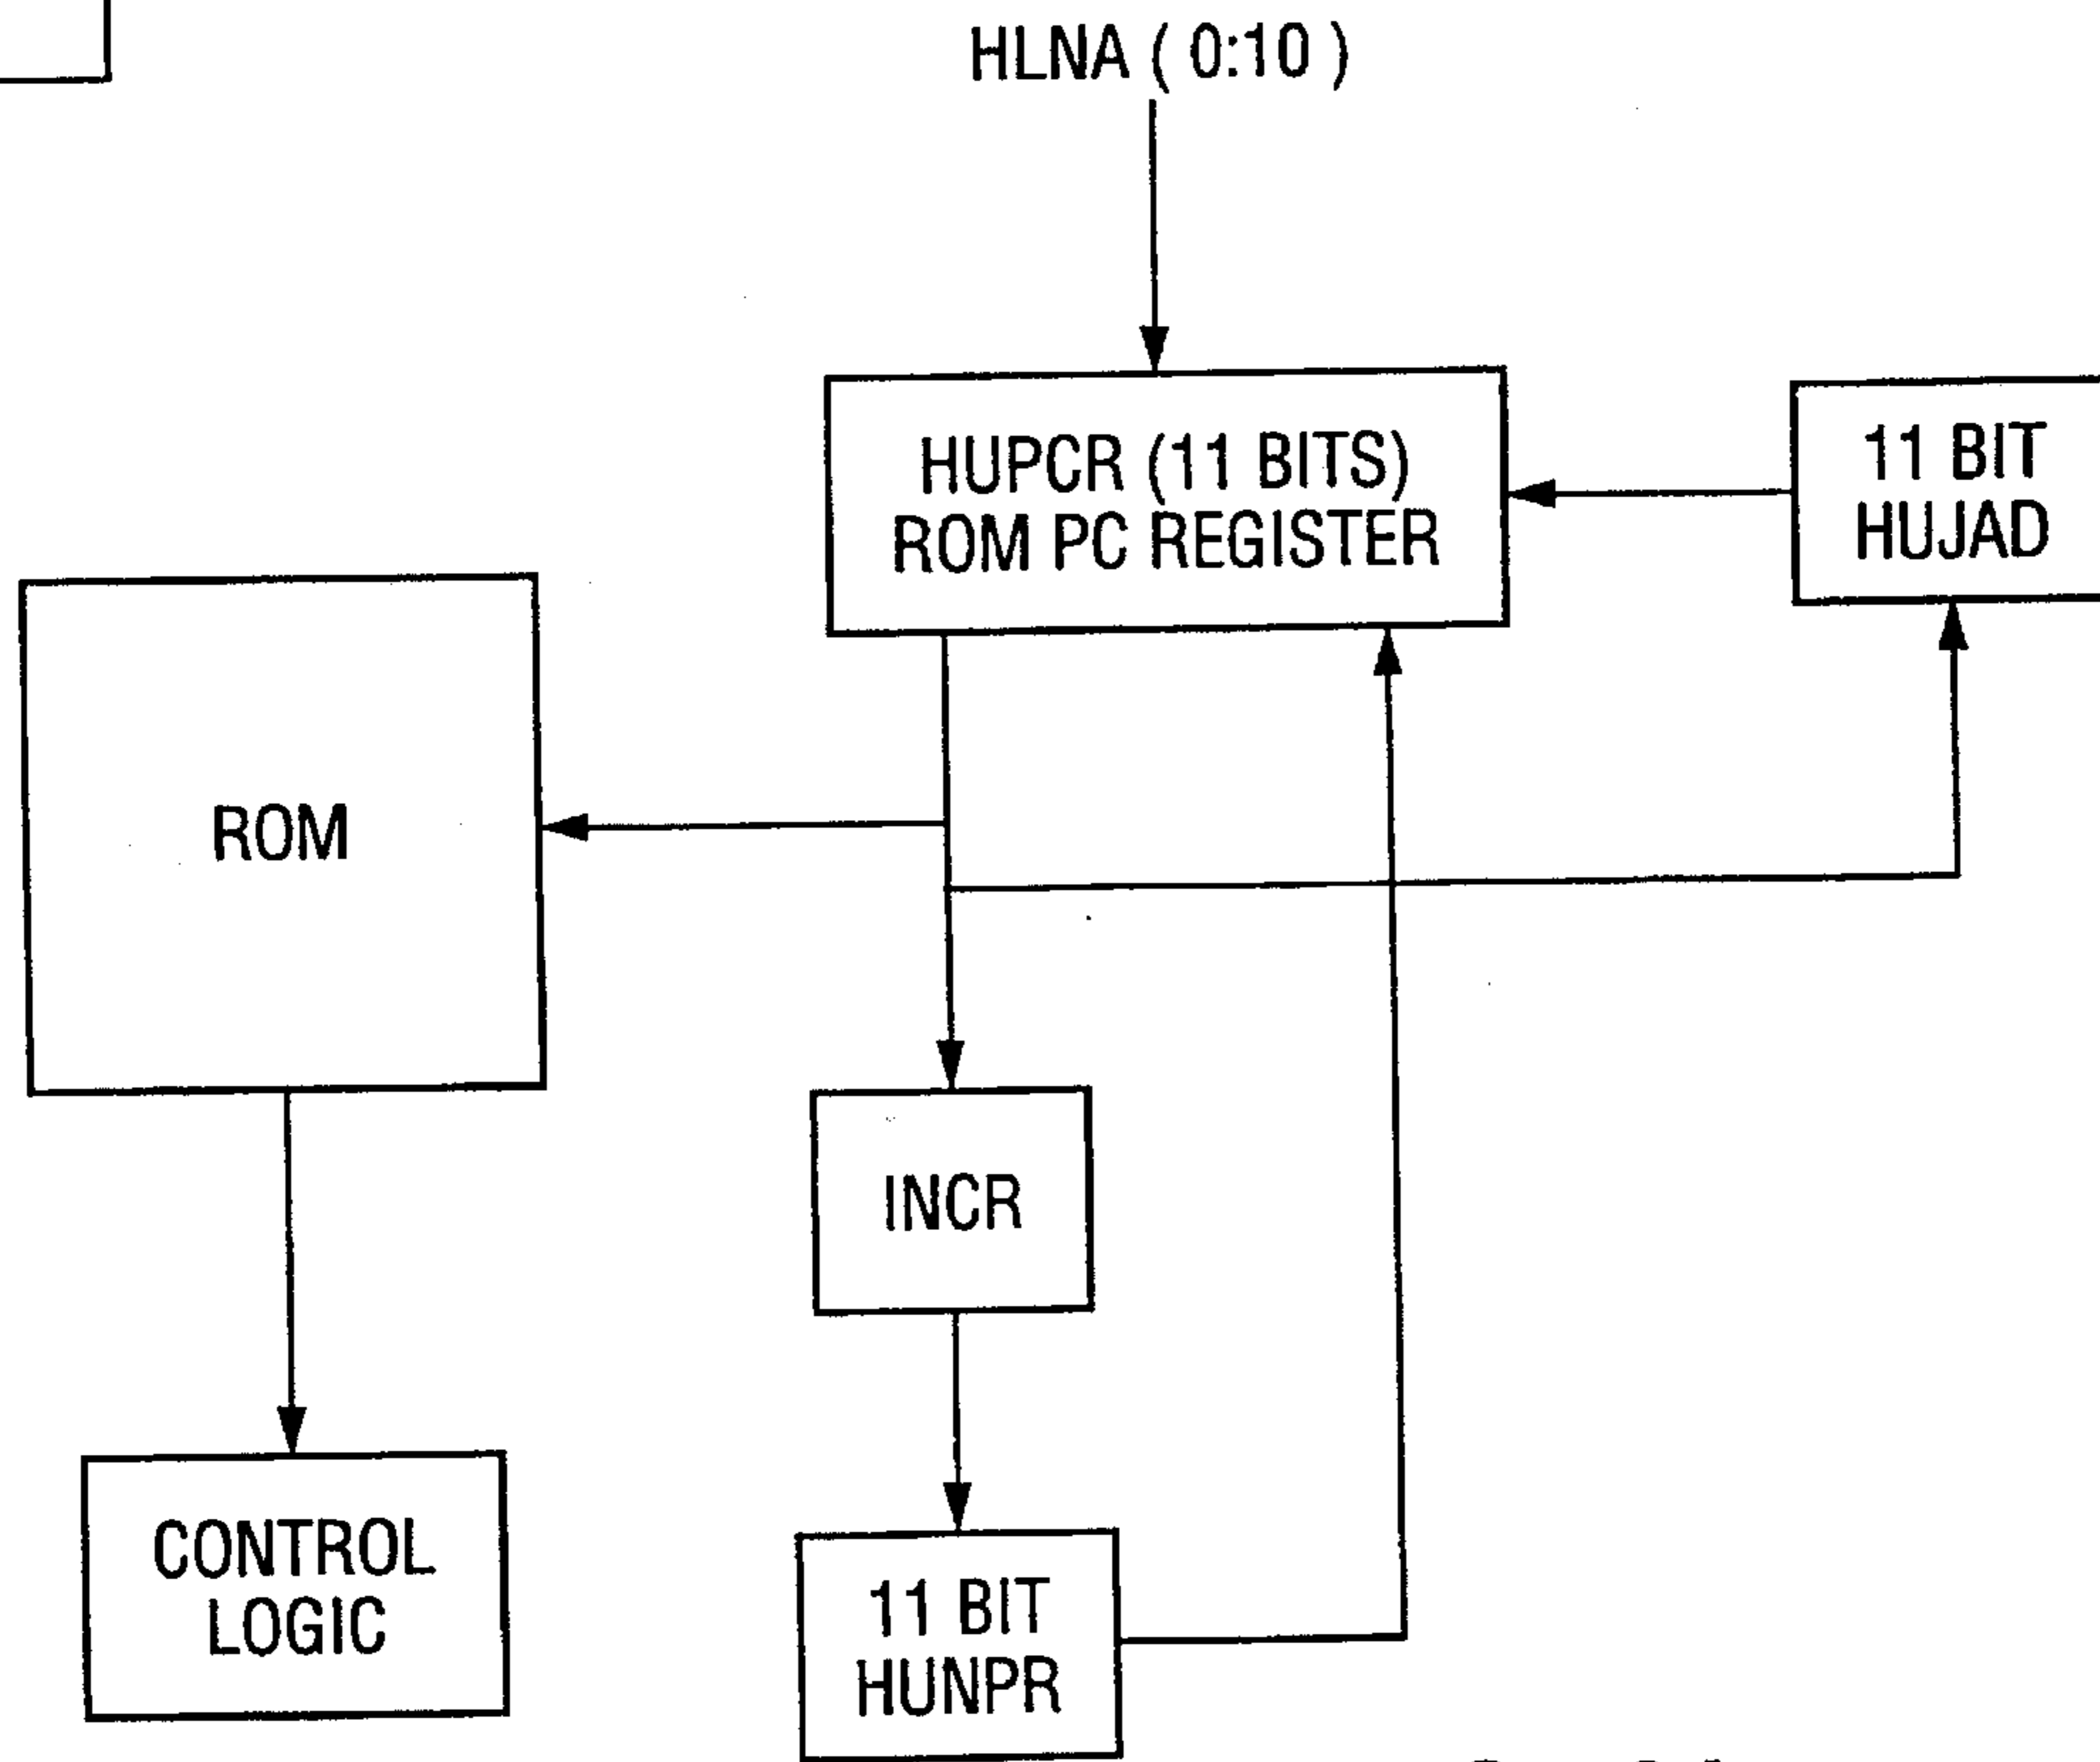 HLNA ( 0:10 )
HUPCR (11 BITS)
ROM PC REGISTER
11 BIT
HUJAD
ROM
INCR
CONTROL
LOGIC
11 BIT
HUNPR